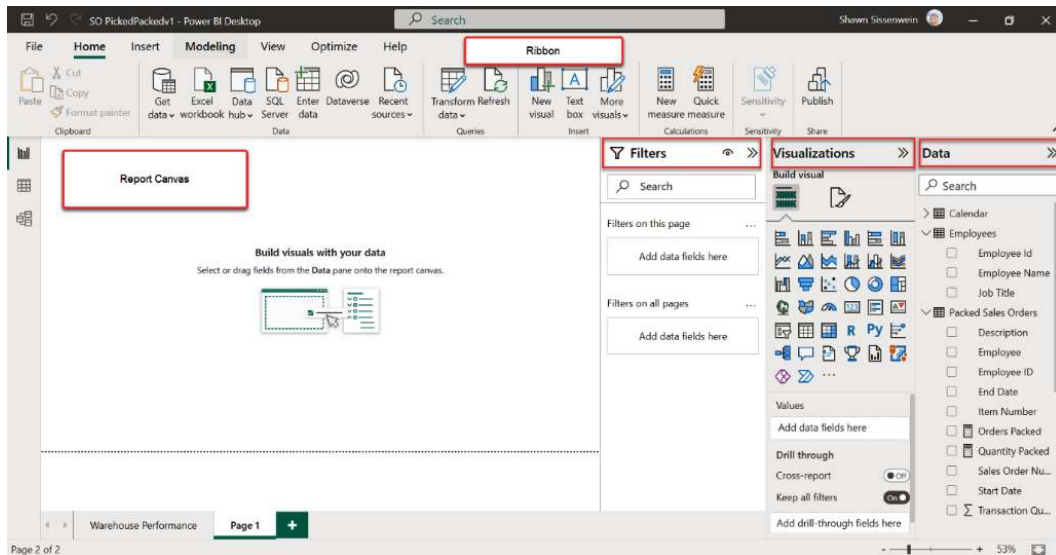 SO PickedPackedv1 - Power BI Desktop
Search
Shawn Sissenwein
File Home Insert Modeling View Optimize Help
Ribbon
Paste
Cut
Copy
Format painter
Get data
Excel workbook
Data hub
SQL Server
Enter data
Dataverse
Recent sources
Transform data
Refresh
New visual
Text box
More visuals
New measure
Quick measure
Sensitivity
Publish
Clipboard
Data
Queries
Insert
Calculations
Sensitivity
Share
Report Canvas
Build visuals with your data
Select or drag fields from the Data pane onto the report canvas.
Filters
Search
Filters on this page
...
Add data fields here
Filters on all pages
...
Add data fields here
Visualizations
Build visual
123
R Py
...
Values
Add data fields here
Drill through
Cross-report
Off
Keep all filters
On
Add drill-through fields here
Data
Search
Calendar
Employees
Employee Id
Employee Name
Job Title
Packed Sales Orders
Description
Employee
Employee ID
End Date
Item Number
Orders Packed
Quantity Packed
Sales Order Nu...
Start Date
Transaction Qu...
Warehouse Performance
Page 1
Page 2 of 2
53%